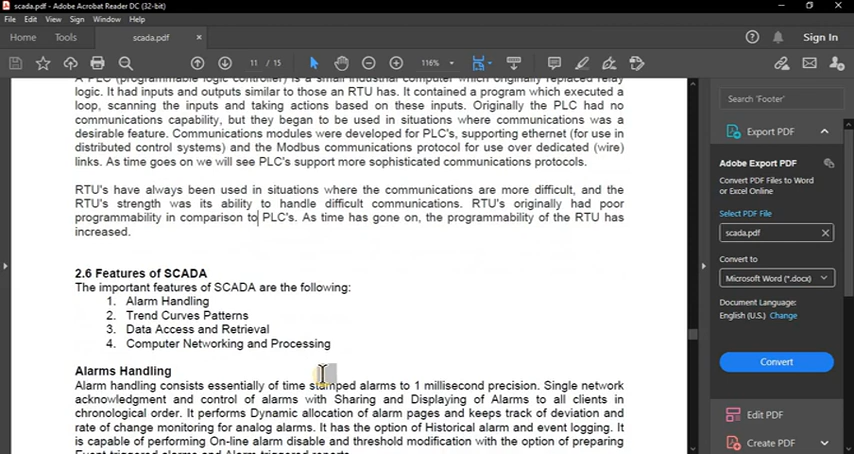 scada.pdf - Adobe Acrobat Reader DC (32-bit)
File Edit View Sign Window Help
Home Tools scada.pdf × Sign In
11 / 15 116%
A PLC (programmable logic controller) is a small industrial computer which originally replaced relay
logic. It had inputs and outputs similar to those an RTU has. It contained a program which executed a
loop, scanning the inputs and taking actions based on these inputs. Originally the PLC had no
communications capability, but they began to be used in situations where communications was a
desirable feature. Communications modules were developed for PLC's, supporting ethernet (for use in
distributed control systems) and the Modbus communications protocol for use over dedicated (wire)
links. As time goes on we will see PLC's support more sophisticated communications protocols.
RTU's have always been used in situations where the communications are more difficult, and the
RTU's strength was its ability to handle difficult communications. RTU's originally had poor
programmability in comparison to PLC's. As time has gone on, the programmability of the RTU has
increased.
2.6 Features of SCADA
The important features of SCADA are the following:
1. Alarm Handling
2. Trend Curves Patterns
3. Data Access and Retrieval
4. Computer Networking and Processing
Alarms Handling
Alarm handling consists essentially of time stamped alarms to 1 millisecond precision. Single network
acknowledgment and control of alarms with Sharing and Displaying of Alarms to all clients in
chronological order. It performs Dynamic allocation of alarm pages and keeps track of deviation and
rate of change monitoring for analog alarms. It has the option of Historical alarm and event logging. It
is capable of performing On-line alarm disable and threshold modification with the option of preparing
Event-triggered alarms and Alarm-triggered reports.
Search 'Footer'
Export PDF
Adobe Export PDF
Convert PDF Files to Word
or Excel Online
Select PDF File
scada.pdf
Convert to
Microsoft Word (*.docx)
Document Language:
English (U.S.) Change
Convert
Edit PDF
Create PDF